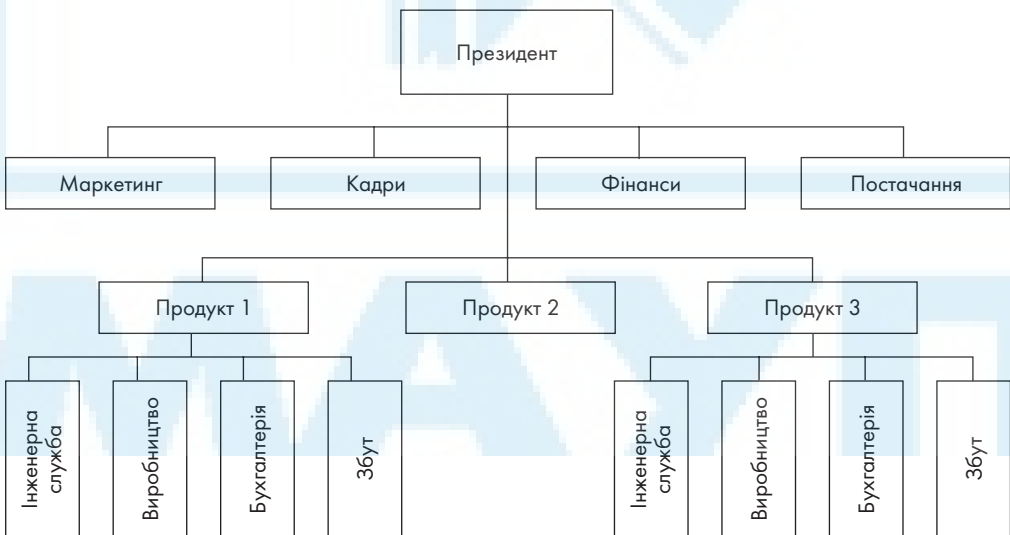 Президент
Маркетинг
Кадри
Фінанси
Постачання
Продукт 1
Продукт 2
Продукт 3
Інженерна
служба
Виробництво
Бухгалтерія
Збут
Інженерна
служба
Виробництво
Бухгалтерія
Збут
МАУП